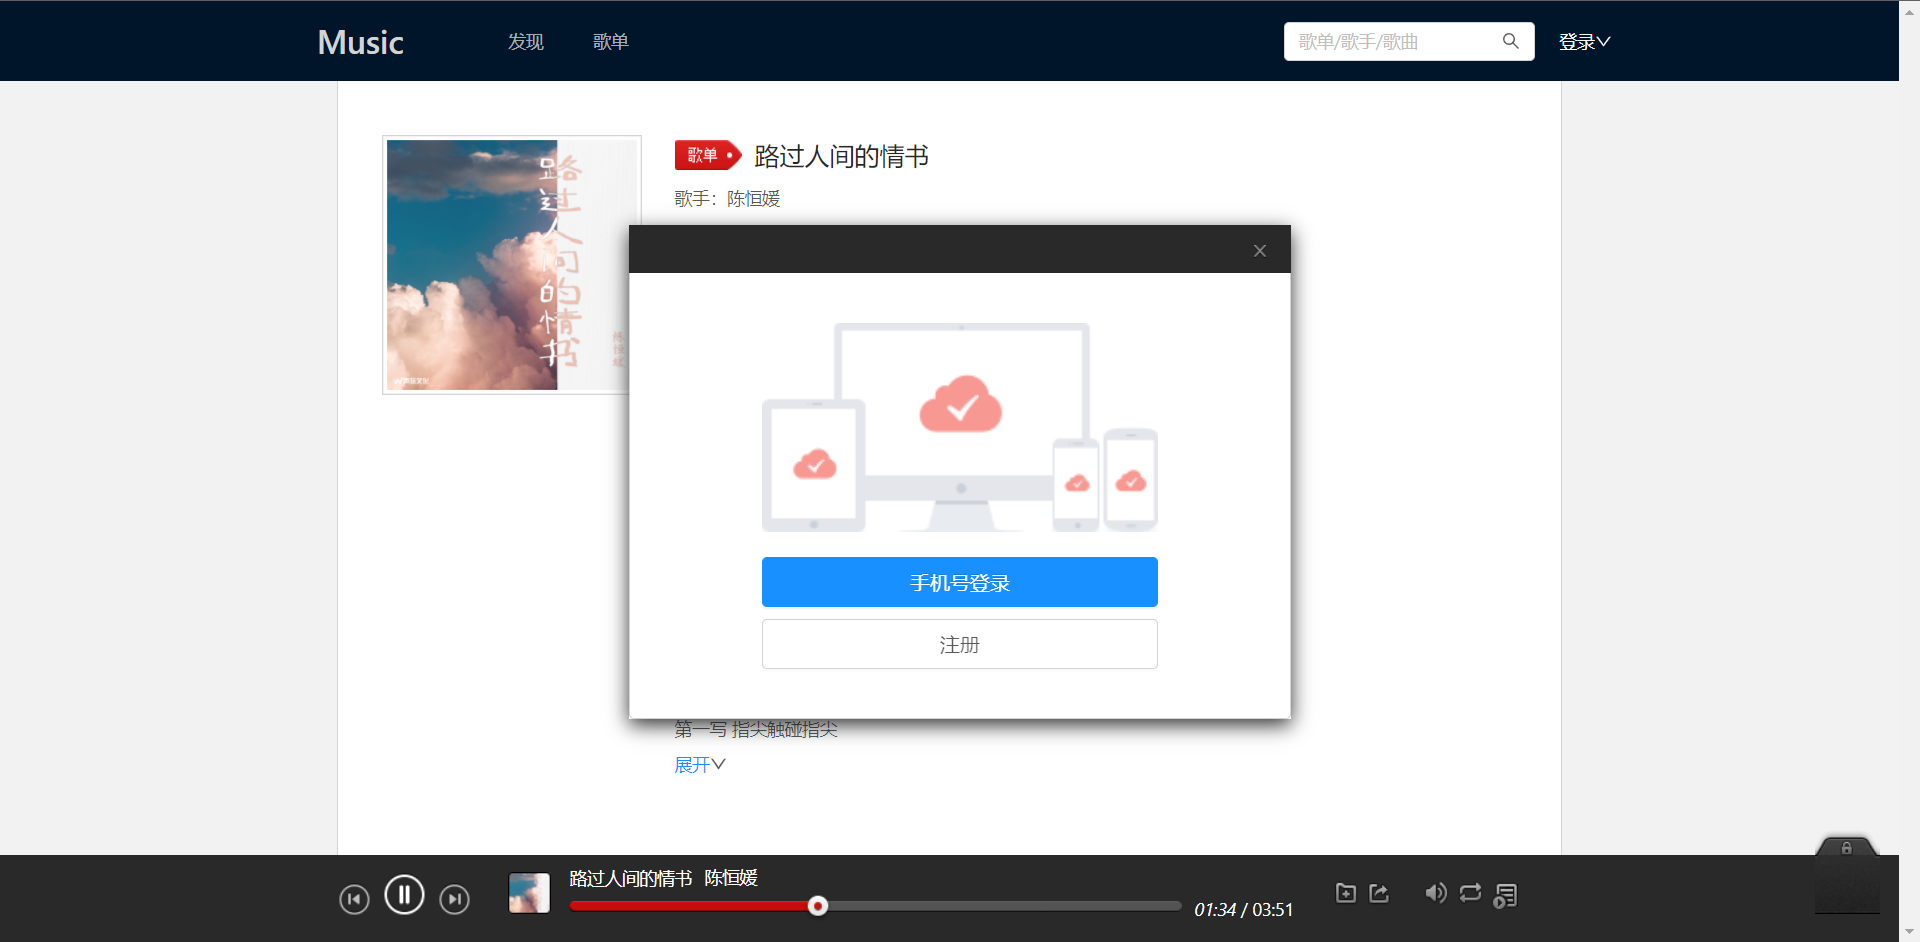 Music
发现
歌单
歌单/歌手/歌曲
登录
路过人间的情书
歌单
路过人间的情书
歌手：陈恒媛
手机号登录
注册
第一写 指尖触碰指尖
展开
路过人间的情书 陈恒媛
01:34 / 03:51